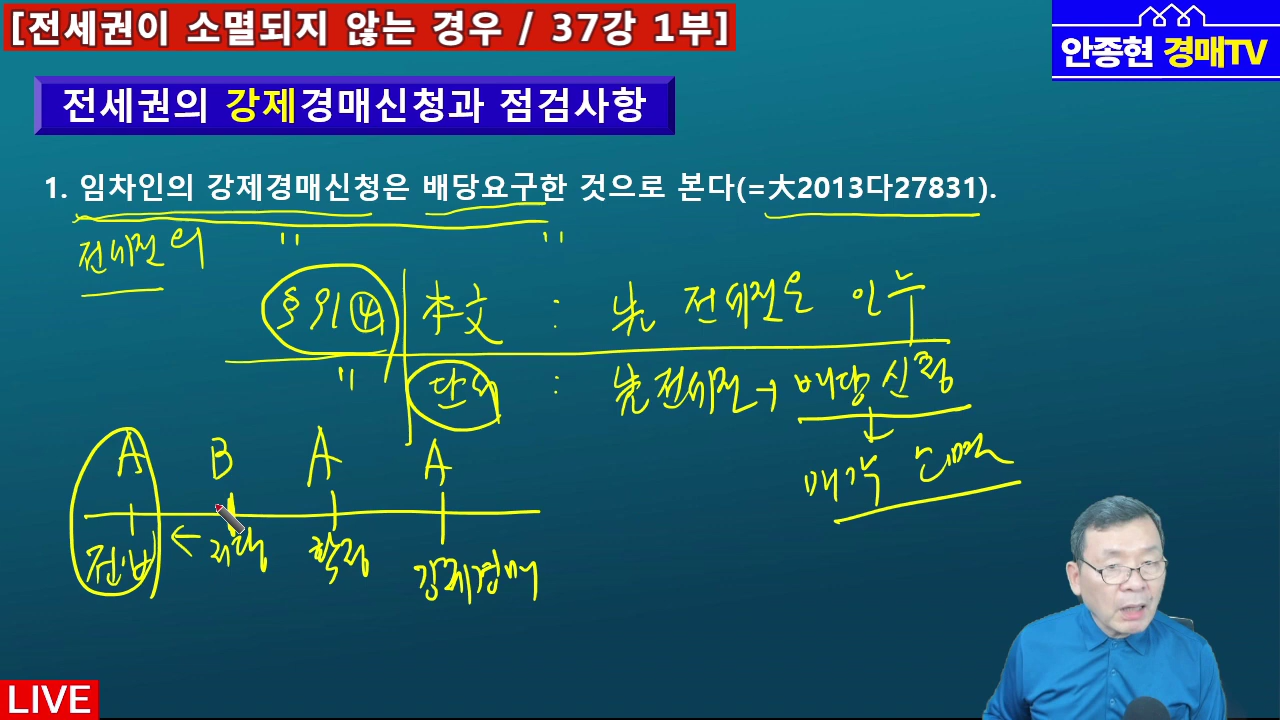 [전세권이 소멸되지 않는 경우 / 37강 1부]
안종현 경매TV
전세권의 강제경매신청과 점검사항
1. 임차인의 강제경매신청은 배당요구한 것으로 본다(=大2013다27831).
전세권의 " "
§91④ 本文 : 先 전세권은 인수
" 단서 : 先전세권→배당신청
↓
매각 소멸
A B A A
전·배 ← 저당 확정 강제경매
LIVE